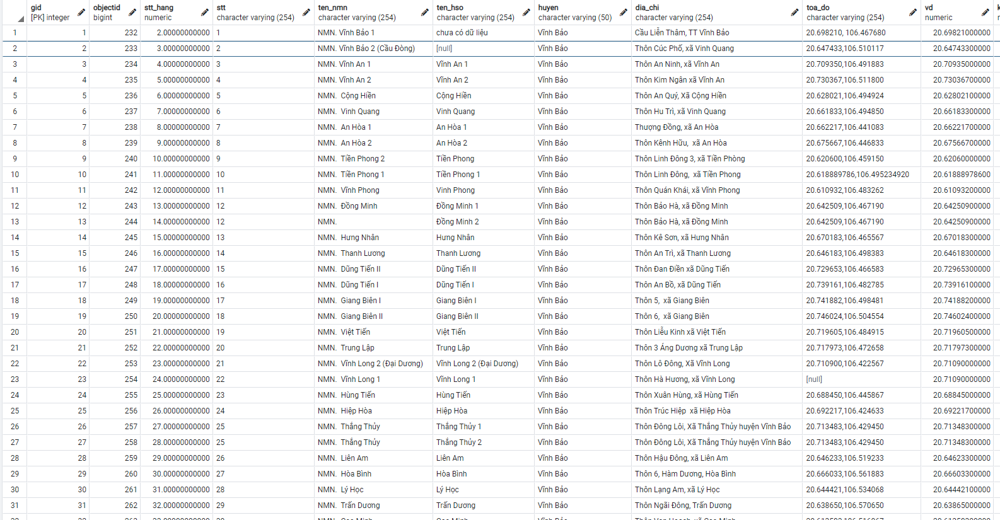 gid objectid stt_hang stt ten_nmn ten_hso huyen dia_chi toa_do vd
[PK] integer bigint numeric character varying (254) character varying (254) character varying (254) character varying (50) character varying (254) character varying (254) numeric
1 1 232 2.00000000000 1 NMN. Vĩnh Bảo 1 chưa có dữ liệu Vĩnh Bảo Cầu Liễn Thâm, TT Vĩnh Bảo 20.698210, 106.467680 20.69821000000
2 2 233 3.00000000000 2 NMN. Vĩnh Bảo 2 (Cầu Đòng) [null] Vĩnh Bảo Thôn Cúc Phố, xã Vinh Quang 20.647433,106.510117 20.64743300000
3 3 234 4.00000000000 3 NMN. Vĩnh An 1 Vĩnh An 1 Vĩnh Bảo Thôn An Ninh, xã Vĩnh An 20.709350,106.491883 20.70935000000
4 4 235 5.00000000000 4 NMN. Vĩnh An 2 Vĩnh An 2 Vĩnh Bảo Thôn Kim Ngân xã Vĩnh An 20.730367,106.511800 20.73036700000
5 5 236 6.00000000000 5 NMN.  Cộng Hiền Cộng Hiền Vĩnh Bảo Thôn An Quý, Xã Cộng Hiền 20.628021,106.494924 20.62802100000
6 6 237 7.00000000000 6 NMN.  Vinh Quang Vinh Quang Vĩnh Bảo Thôn Hu Trì, xã Vinh Quang 20.661833,106.494850 20.66183300000
7 7 238 8.00000000000 7 NMN.  An Hòa 1 An Hòa 1 Vĩnh Bảo Thượng Đồng, xã An Hòa 20.662217,106.441083 20.66221700000
8 8 239 9.00000000000 8 NMN.  An Hòa 2 An Hòa 2 Vĩnh Bảo Thôn Kênh Hữu,  xã An Hòa 20.675667,106.446833 20.67566700000
9 9 240 10.00000000000 9 NMN.  Tiền Phong 2 Tiền Phong Vĩnh Bảo Thôn Linh Đông 3, xã Tiền Phòng 20.620600,106.459150 20.62060000000
10 10 241 11.00000000000 10 NMN.  Tiền Phong 1 Tiền Phong 1 Vĩnh Bảo Thôn Linh Đông,  xã Tiền Phong 20.618889786,106.495234920 20.61888978600
11 11 242 12.00000000000 11 NMN.  Vĩnh Phong Vinh Phong Vĩnh Bảo Thôn Quán Khái, xã Vĩnh Phong 20.610932,106.483262 20.61093200000
12 12 243 13.00000000000 12 NMN.  Đồng Minh Đồng Minh 1 Vĩnh Bảo Thôn Bảo Hà, xã Đồng Minh 20.642509,106.467190 20.64250900000
13 13 244 14.00000000000 12 NMN. Đồng Minh 2 Vĩnh Bảo Thôn Bảo Hà, xã Đồng Minh 20.642509,106.467190 20.64250900000
14 14 245 15.00000000000 13 NMN.  Hưng Nhân Hưng Nhân Vĩnh Bảo Thôn Kê Sơn, xã Hưng Nhân 20.670183,106.465567 20.67018300000
15 15 246 16.00000000000 14 NMN.  Thanh Lương Thanh Lương Vĩnh Bảo Thôn An Trì, xã Thanh Lương 20.646183,106.498383 20.64618300000
16 16 247 17.00000000000 15 NMN.  Dũng Tiến II Dũng Tiến II Vĩnh Bảo Thôn Đan Điền xã Dũng Tiến 20.729653,106.466583 20.72965300000
17 17 248 18.00000000000 16 NMN.  Dũng Tiến I Dũng Tiến I Vĩnh Bảo Thôn An Bồ, xã Dũng Tiến 20.739161,106.482785 20.73916100000
18 18 249 19.00000000000 17 NMN.  Giang Biên I Giang Biên I Vĩnh Bảo Thôn 5,  xã Giang Biên 20.741882,106.498481 20.74188200000
19 19 250 20.00000000000 18 NMN.  Giang Biên II Giang Biên II Vĩnh Bảo Thôn 6,  xã Giang Biên 20.746024,106.504554 20.74602400000
20 20 251 21.00000000000 19 NMN.  Việt Tiến Việt Tiến Vĩnh Bảo Thôn Liễu Kinh xã Việt Tiến 20.719605,106.484915 20.71960500000
21 21 252 22.00000000000 20 NMN.  Trung Lập Trung Lập Vĩnh Bảo Thôn 3 Áng Dương xã Trung Lập 20.717973,106.472658 20.71797300000
22 22 253 23.00000000000 21 NMN.  Vĩnh Long 2 (Đại Dương) Vĩnh Long 2 (Đại Dương) Vĩnh Bảo Thôn Lô Đông, Xã Vĩnh Long 20.710900,106.422567 20.71090000000
23 23 254 24.00000000000 22 NMN.  Vĩnh Long 1 Vĩnh Long 1 Vĩnh Bảo Thôn Hà Hương, xã Vĩnh Long [null] 20.71090000000
24 24 255 25.00000000000 23 NMN.  Hùng Tiến Hùng Tiến Vĩnh Bảo Thôn Xuân Hùng, xã Hùng Tiến 20.688450,106.445867 20.68845000000
25 25 256 26.00000000000 24 NMN.  Hiệp Hòa Hiệp Hòa Vĩnh Bảo Thôn Trúc Hiệp  xã Hiệp Hòa 20.692217,106.424633 20.69221700000
26 26 257 27.00000000000 25 NMN.  Thắng Thủy Thắng Thủy 1 Vĩnh Bảo Thôn Đông Lôi, Xã Thắng Thủy huyện Vĩnh Bảo 20.713483,106.429450 20.71348300000
27 27 258 28.00000000000 25 NMN.  Thắng Thủy Thắng Thủy 2 Vĩnh Bảo Thôn Đông Lôi, Xã Thắng Thủy huyện Vĩnh Bảo 20.713483,106.429450 20.71348300000
28 28 259 29.00000000000 26 NMN.  Liên Am Liên Am Vĩnh Bảo Thôn Hậu Đông, xã Liên Am 20.646233,106.519233 20.64623300000
29 29 260 30.00000000000 27 NMN.  Hòa Bình Hòa Bình Vĩnh Bảo Thôn 6, Hàm Dương, Hòa Bình 20.666033,106.561883 20.66603300000
30 30 261 31.00000000000 28 NMN.  Lý Học Lý Học Vĩnh Bảo Thôn Lạng Am, xã Lý Học 20.644421,106.534068 20.64442100000
31 31 262 32.00000000000 29 NMN.  Trấn Dương Trấn Dương Vĩnh Bảo Thôn Ngãi Đông, Trấn Dương 20.638650,106.570650 20.63865000000